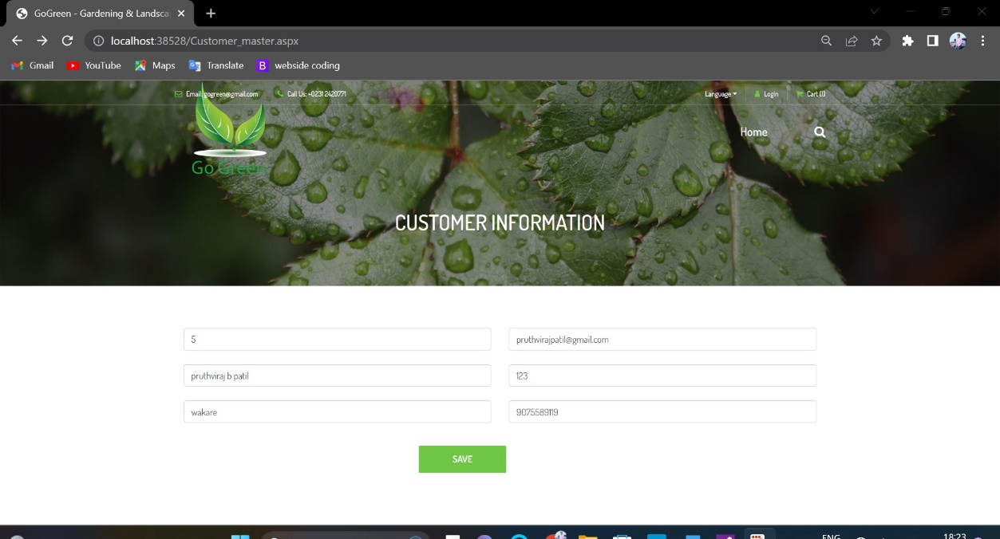 GoGreen - Gardening & Landsca
localhost:38528/Customer_master.aspx
Gmail YouTube Maps Translate B webside coding
Email: gogreen@gmail.com Call Us: +0231 2420771 Language Login Cart (1)
Home
Go Green
CUSTOMER INFORMATION
5 pruthvirajpatil@gmail.com
pruthviraj b patil 123
wakare 9075589119
SAVE
ENG 18:23